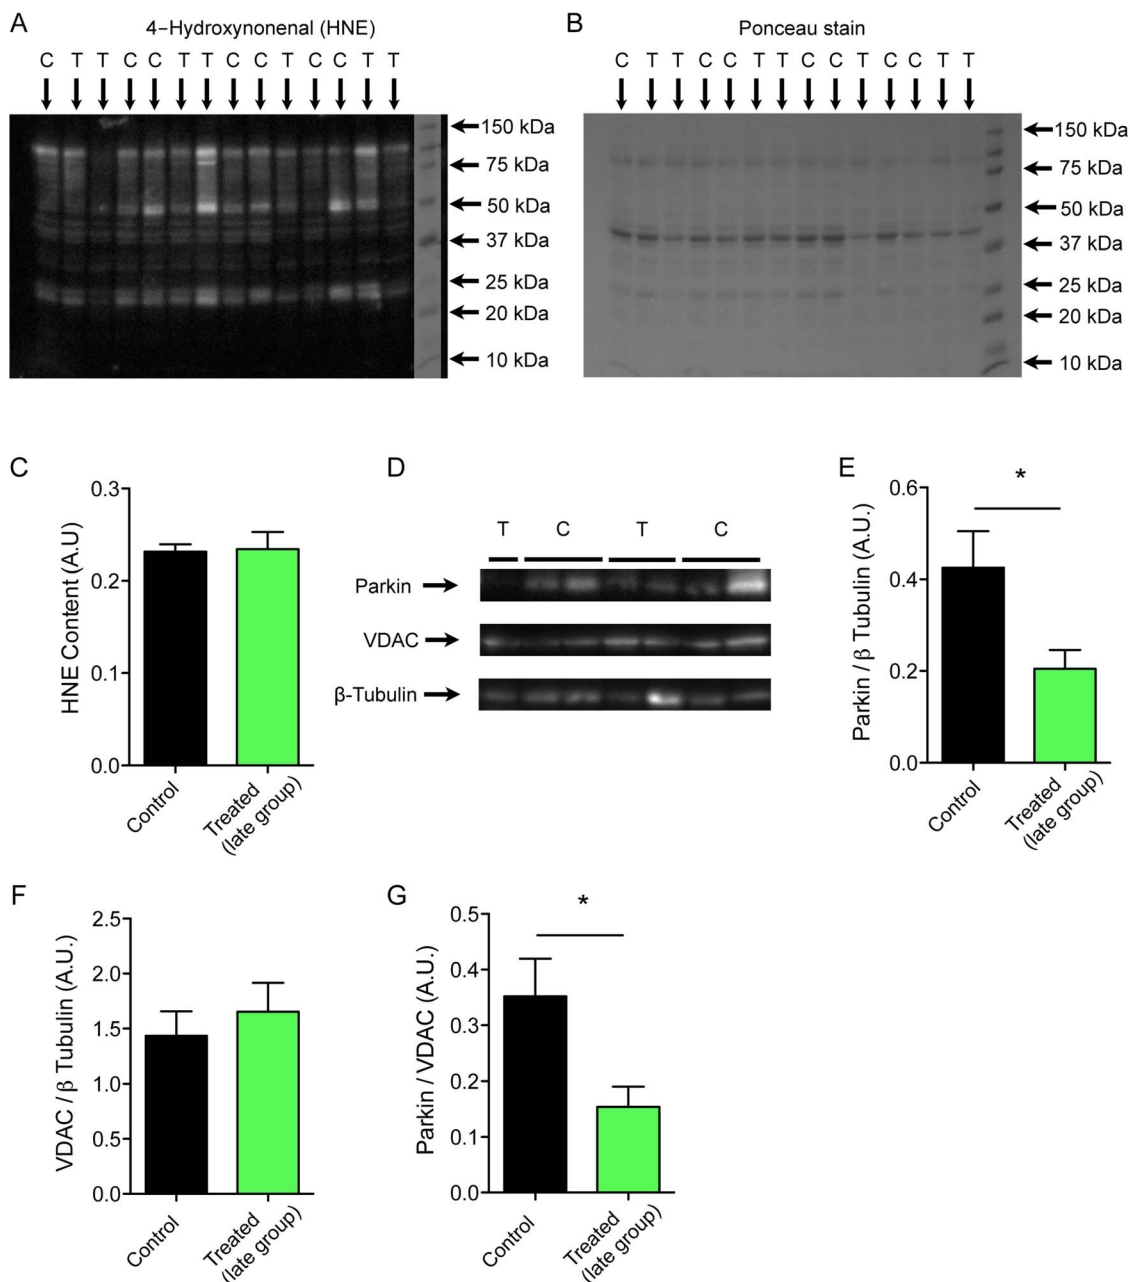 A
4–Hydroxynonenal (HNE)
C T T C C T T C C T C C T T
150 kDa
75 kDa
50 kDa
37 kDa
25 kDa
20 kDa
10 kDa
B
Ponceau stain
C T T C C T T C C T C C T T
150 kDa
75 kDa
50 kDa
37 kDa
25 kDa
20 kDa
10 kDa
C
HNE Content (A.U)
0.3
0.2
0.1
0.0
Control
Treated
(late group)
D
T C T C
Parkin
VDAC
β-Tubulin
E
*
Parkin / β Tubulin (A.U.)
0.6
0.4
0.2
0.0
Control
Treated
(late group)
F
VDAC / β Tubulin (A.U.)
2.5
2.0
1.5
1.0
0.5
0.0
Control
Treated
(late group)
G
*
Parkin / VDAC (A.U.)
0.5
0.4
0.3
0.2
0.1
0.0
Control
Treated
(late group)